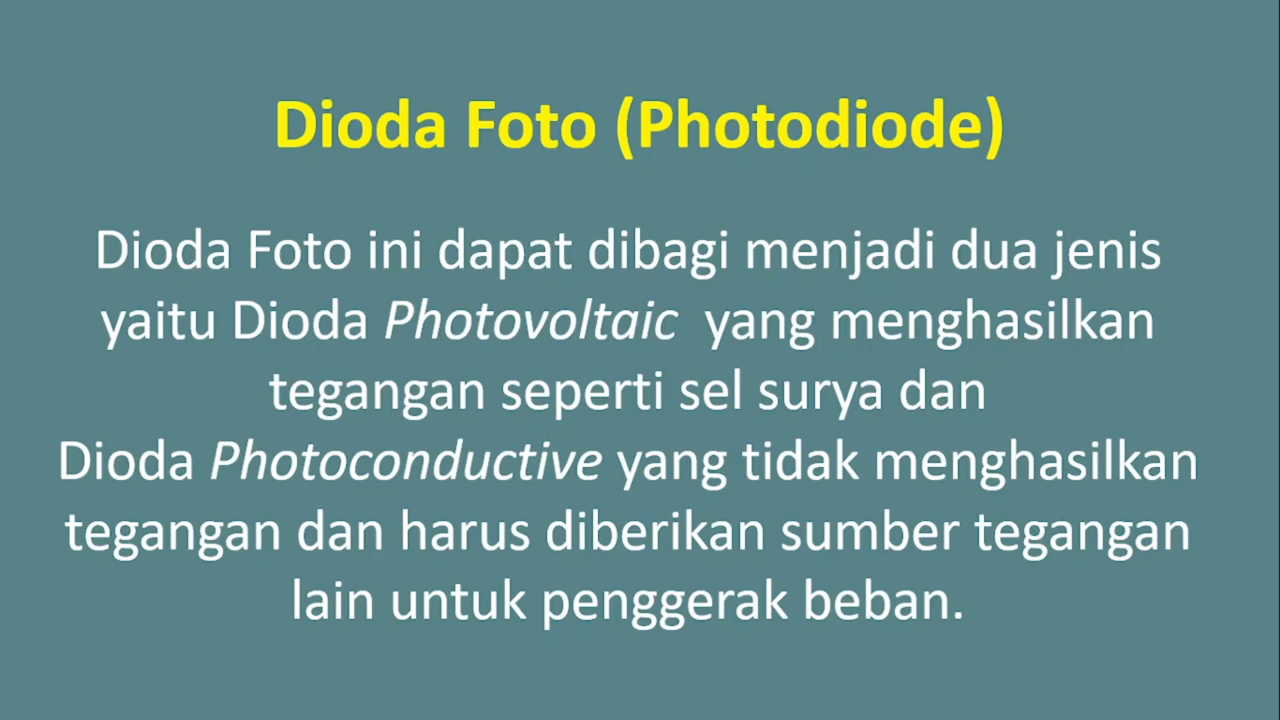 Dioda Foto (Photodiode)
Dioda Foto ini dapat dibagi menjadi dua jenis
yaitu Dioda Photovoltaic yang menghasilkan
tegangan seperti sel surya dan
Dioda Photoconductive yang tidak menghasilkan
tegangan dan harus diberikan sumber tegangan
lain untuk penggerak beban.